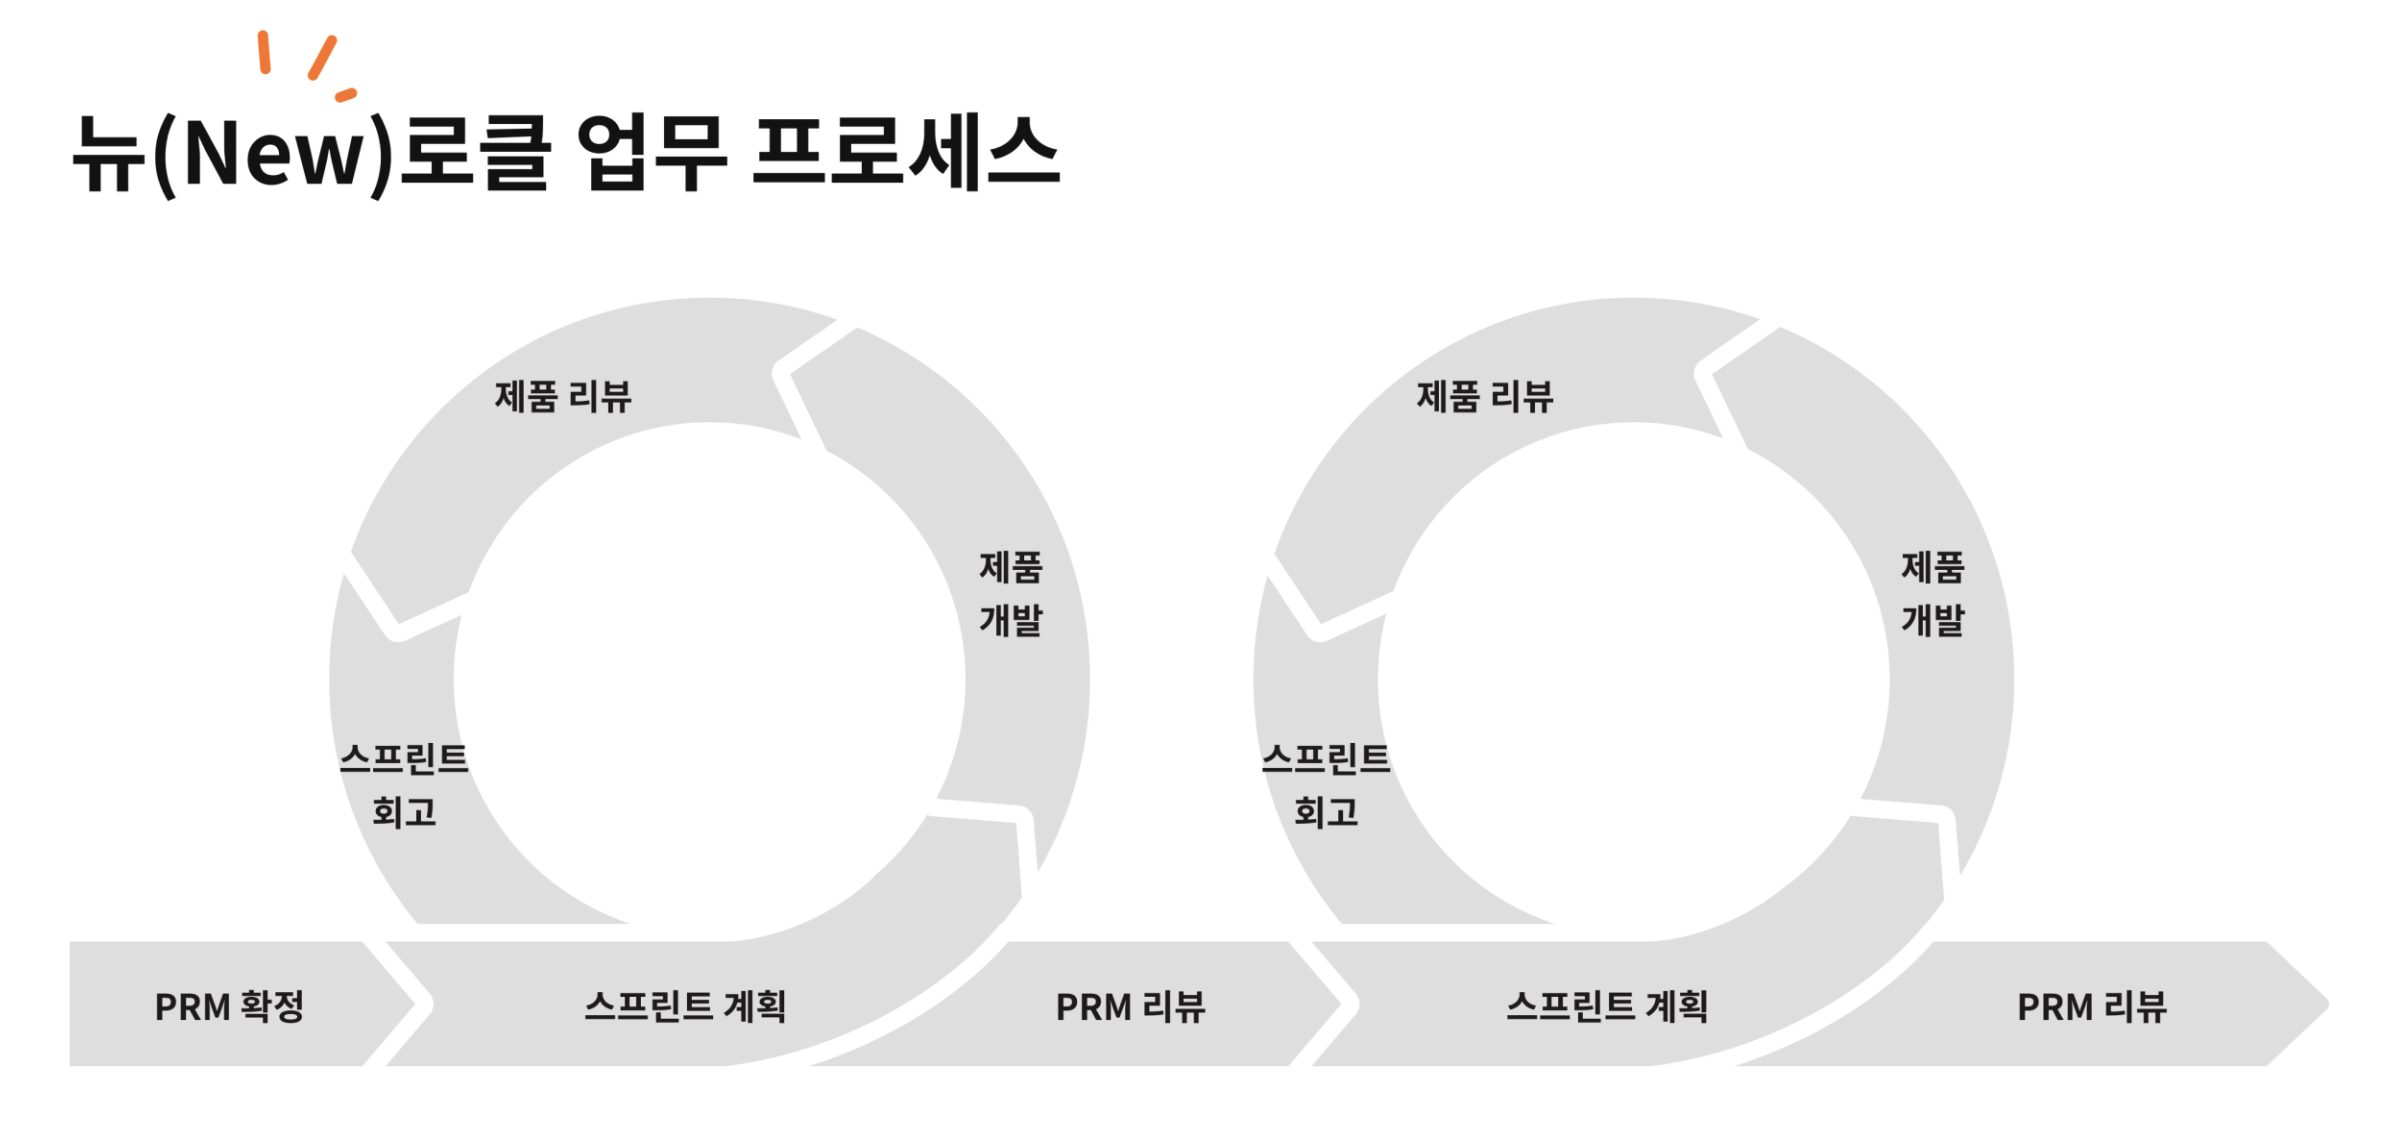 뉴(New)로클 업무 프로세스
제품 리뷰
제품 리뷰
제품
개발
제품
개발
스프린트
회고
스프린트
회고
PRM 확정
스프린트 계획
PRM 리뷰
스프린트 계획
PRM 리뷰